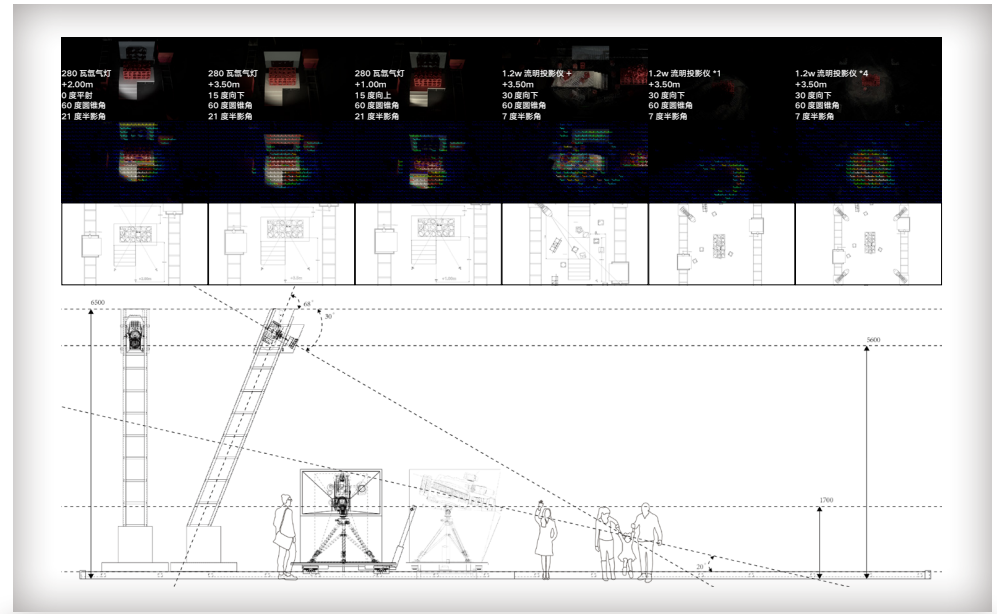 280 瓦氙气灯
+2.00m
0 度平射
60 度圆锥角
21 度半影角
280 瓦氙气灯
+3.50m
15 度向下
60 度圆锥角
21 度半影角
280 瓦氙气灯
+1.00m
15 度向上
60 度圆锥角
21 度半影角
1.2w 流明投影仪 +
+3.50m
30 度向下
60 度圆锥角
7 度半影角
1.2w 流明投影仪 *1
+3.50m
30 度向下
60 度圆锥角
7 度半影角
1.2w 流明投影仪 *4
+3.50m
30 度向下
60 度圆锥角
7 度半影角
6500
68°
30°
5600
1700
20°